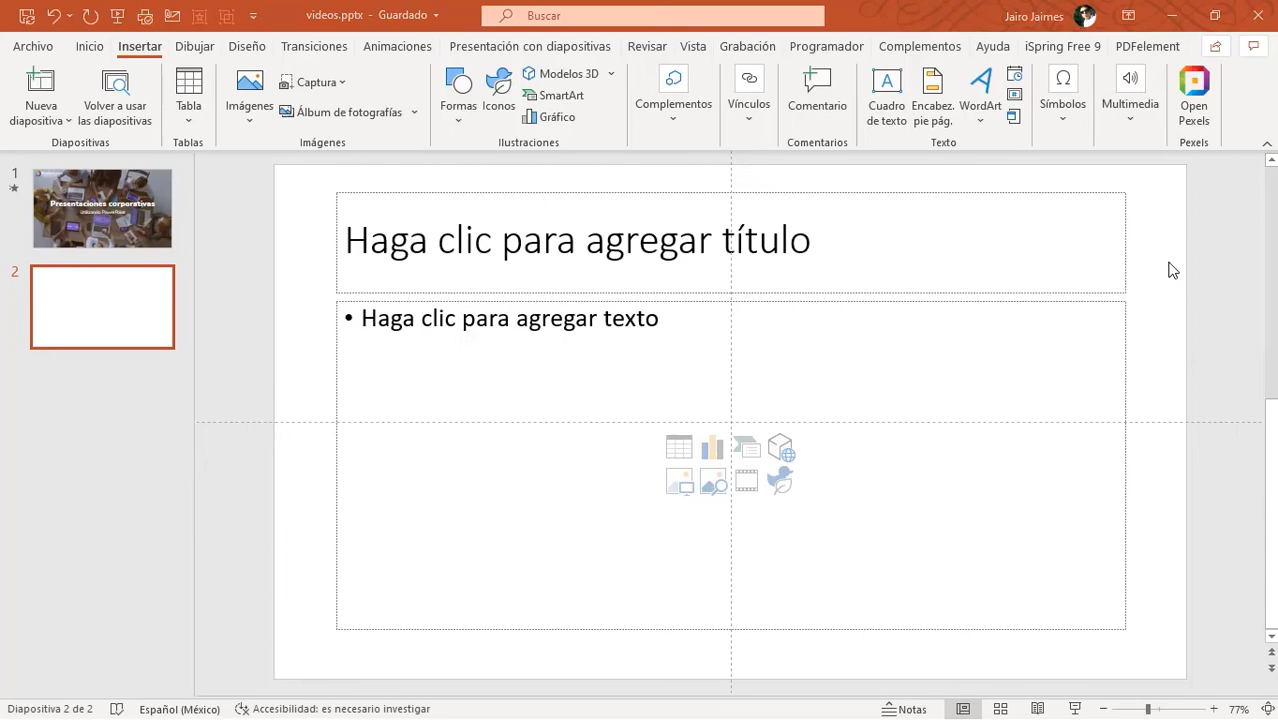 videos.pptx - Guardado
Buscar
Jairo Jaimes
Archivo Inicio Insertar Dibujar Diseño Transiciones Animaciones Presentación con diapositivas Revisar Vista Grabación Programador Complementos Ayuda iSpring Free 9 PDFelement
Nueva diapositiva
Volver a usar las diapositivas
Diapositivas
Tabla
Tablas
Imágenes
Captura
Álbum de fotografías
Imágenes
Formas
Iconos
Modelos 3D
SmartArt
Gráfico
Ilustraciones
Complementos
Vínculos
Comentario
Comentarios
A
Cuadro de texto
Encabez. pie pág.
WordArt
Texto
Ω
Símbolos
Multimedia
Open Pexels
Pexels
1
Presentaciones corporativas
Utilizando PowerPoint
2
Haga clic para agregar título
• Haga clic para agregar texto
Diapositiva 2 de 2
Español (México)
Accesibilidad: es necesario investigar
Notas
77%